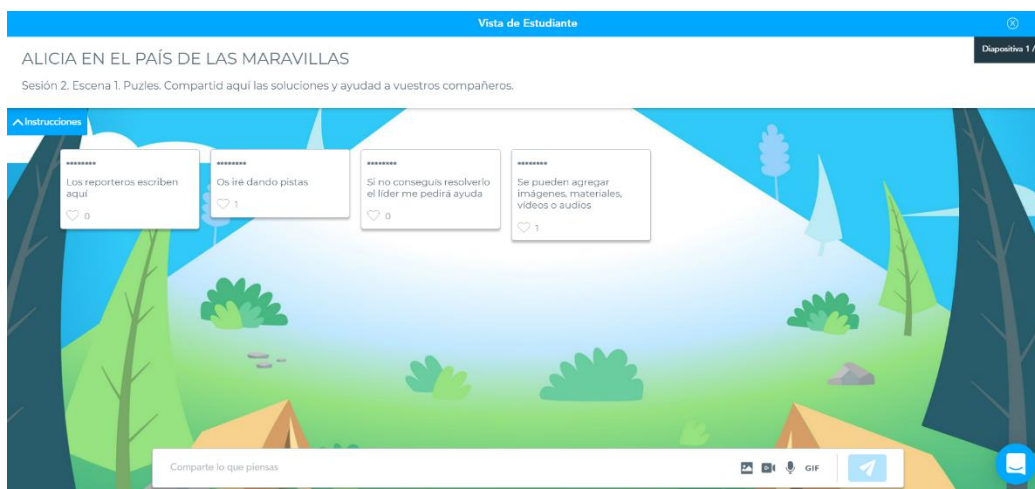 Vista de Estudiante
ALICIA EN EL PAÍS DE LAS MARAVILLAS
Diapositiva 1 /
Sesión 2. Escena 1. Puzles. Compartid aquí las soluciones y ayudad a vuestros compañeros.
Instrucciones
********
Los reporteros escriben
aquí
0
********
Os iré dando pistas
1
********
Si no conseguís resolverlo
el líder me pedirá ayuda
0
********
Se pueden agregar
imágenes, materiales,
vídeos o audios
1
Comparte lo que piensas
GIF